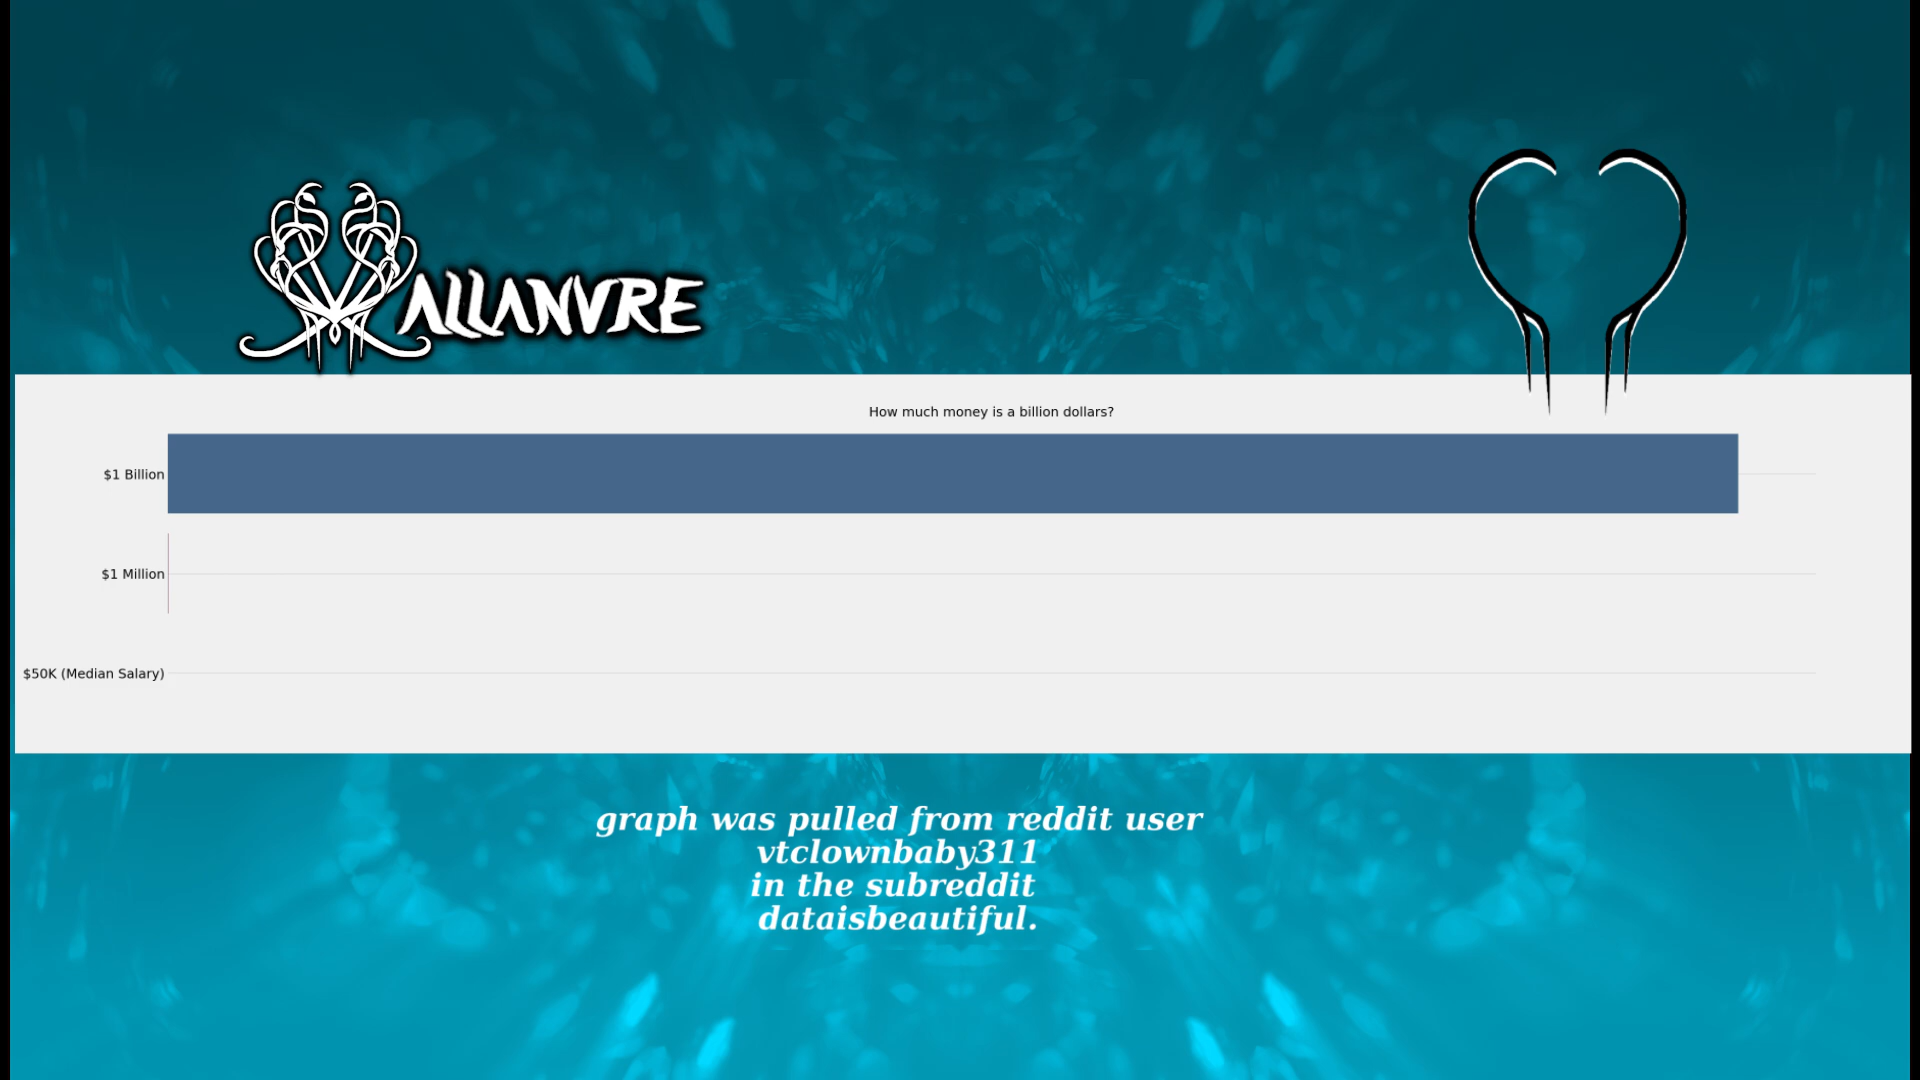 VALLANVRE
How much money is a billion dollars?
$1 Billion
$1 Million
$50K (Median Salary)
graph was pulled from reddit user
vtclownbaby311
in the subreddit
dataisbeautiful.